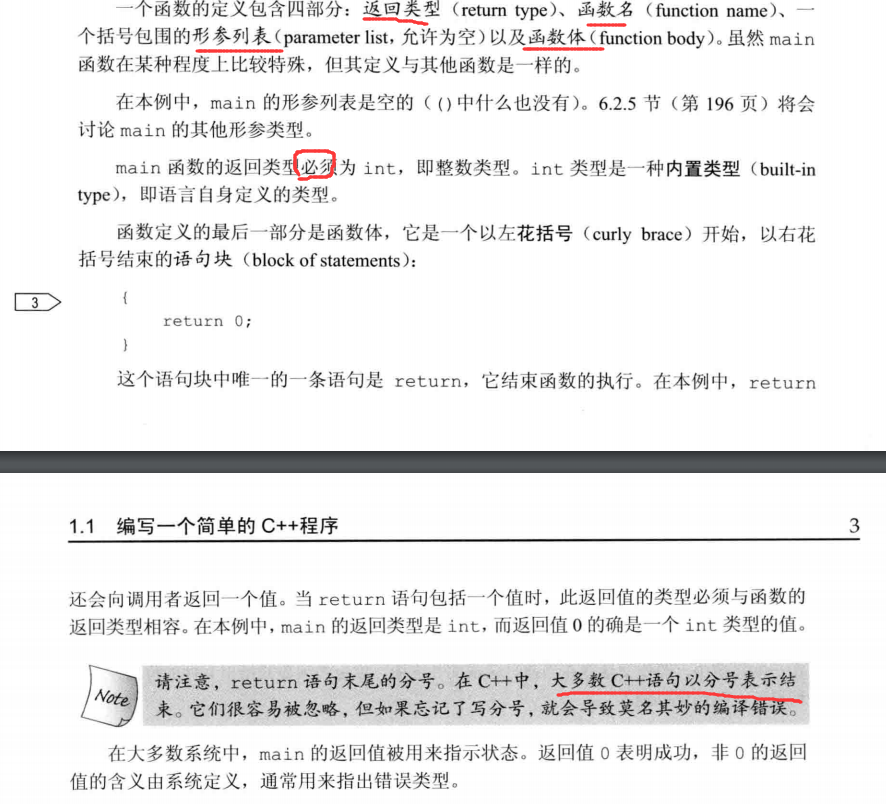 一个函数的定义包含四部分：返回类型（return type）、函数名（function name）、一
个括号包围的形参列表（parameter list，允许为空）以及函数体（function body）。虽然 main
函数在某种程度上比较特殊，但其定义与其他函数是一样的。
在本例中，main 的形参列表是空的（()中什么也没有）。6.2.5 节（第 196 页）将会
讨论 main 的其他形参类型。
main 函数的返回类型必须为 int，即整数类型。int 类型是一种内置类型（built-in
type），即语言自身定义的类型。
函数定义的最后一部分是函数体，它是一个以左花括号（curly brace）开始，以右花
括号结束的语句块（block of statements）：
3
{
return 0;
}
这个语句块中唯一的一条语句是 return，它结束函数的执行。在本例中，return
1.1 编写一个简单的 C++程序 3
还会向调用者返回一个值。当 return 语句包括一个值时，此返回值的类型必须与函数的
返回类型相容。在本例中，main 的返回类型是 int，而返回值 0 的确是一个 int 类型的值。
Note
请注意，return 语句末尾的分号。在 C++中，大多数 C++语句以分号表示结
束。它们很容易被忽略，但如果忘记了写分号，就会导致莫名其妙的编译错误。
在大多数系统中，main 的返回值被用来指示状态。返回值 0 表明成功，非 0 的返回
值的含义由系统定义，通常用来指出错误类型。